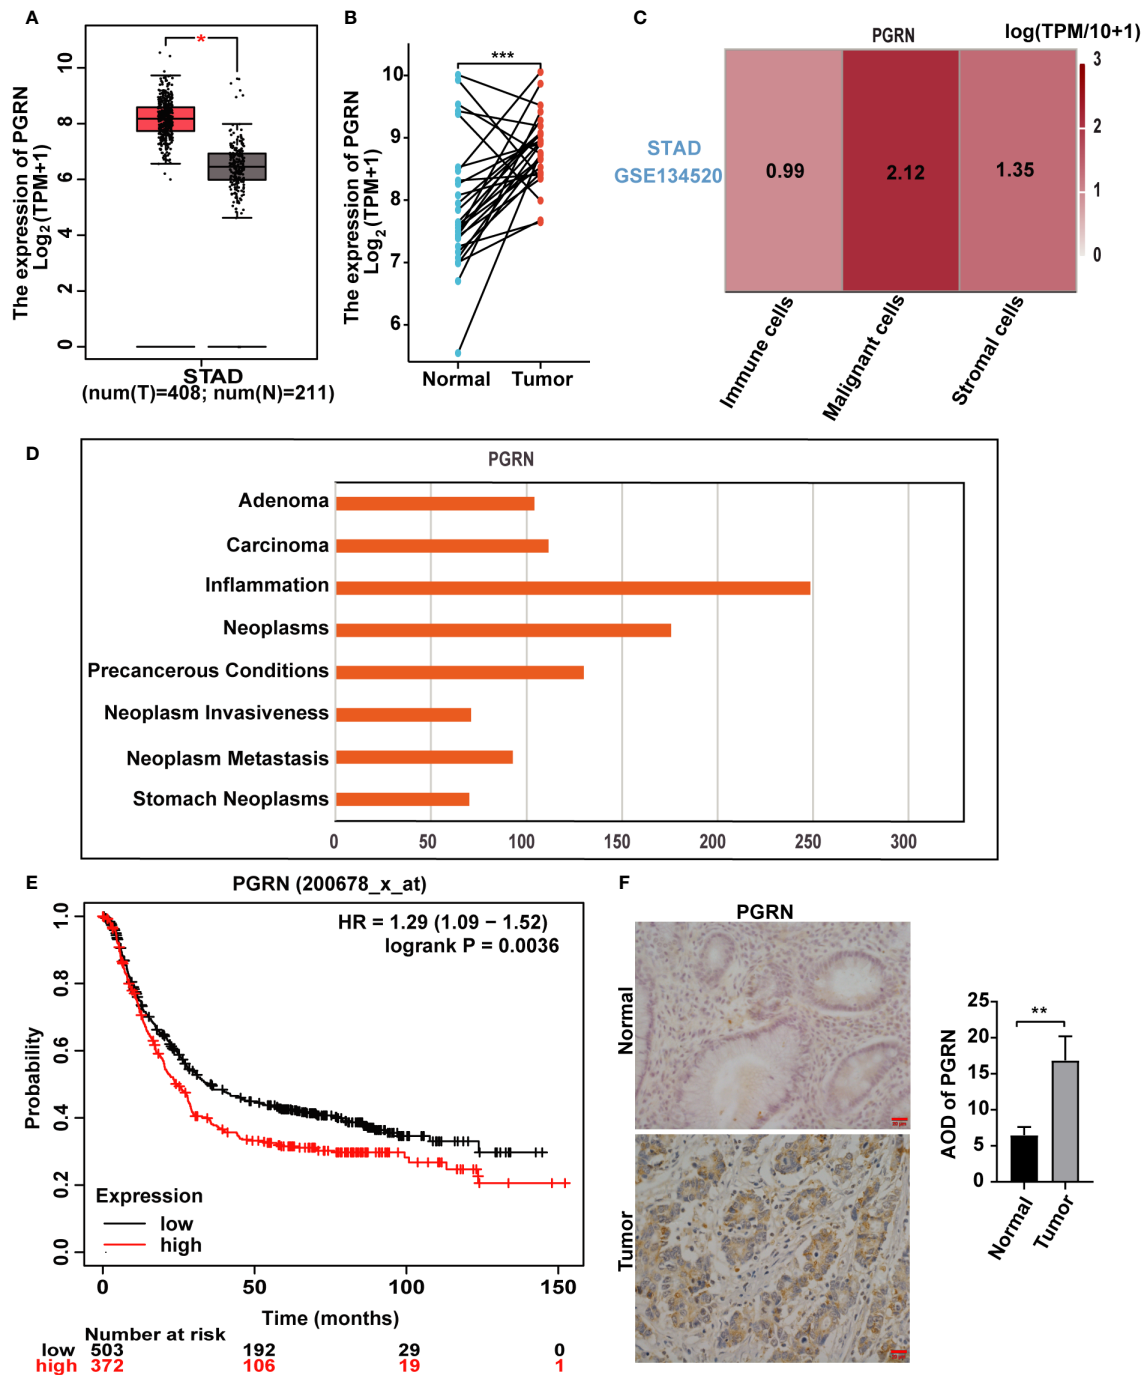 A
The expression of PGRN
Log2(TPM+1)
10
8
6
4
2
0
*
STAD
(num(T)=408; num(N)=211)
B
The expression of PGRN
Log2(TPM+1)
10
9
8
7
6
***
Normal Tumor
C
PGRN
log(TPM/10+1)
STAD
GSE134520
0.99 2.12 1.35
3
2
1
0
Immune cells
Malignant cells
Stromal cells
D
PGRN
Adenoma
Carcinoma
Inflammation
Neoplasms
Precancerous Conditions
Neoplasm Invasiveness
Neoplasm Metastasis
Stomach Neoplasms
0 50 100 150 200 250 300
E
PGRN (200678_x_at)
HR = 1.29 (1.09 − 1.52)
logrank P = 0.0036
Probability
1.0
0.8
0.6
0.4
0.2
0.0
Expression
low
high
0 50 100 150
Time (months)
Number at risk
low 503 192 29 0
high 372 106 19 1
F
PGRN
Normal
Tumor
AOD of PGRN
25
20
15
10
5
0
**
Normal
Tumor